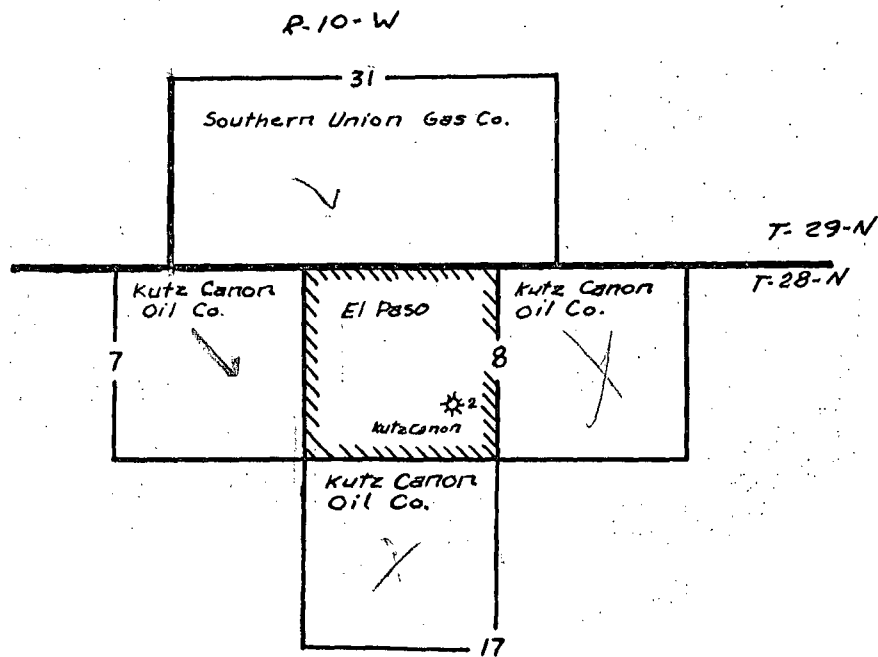 R-10-W
31
Southern Union Gas Co.
T-29-N
T-28-N
Kutz Canon
Oil Co.
El Paso
Kutz Canon
Oil Co.
7
8
2
Kutz Canon
Kutz Canon
Oil Co.
17